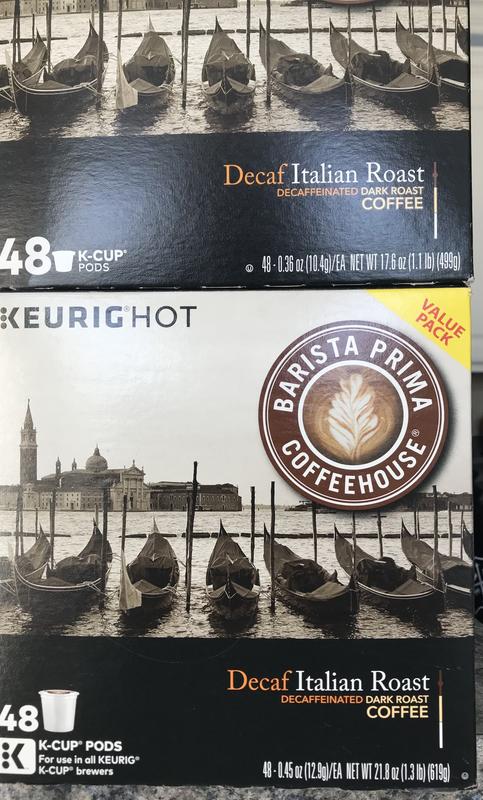 Decaf Italian Roast
DECAFFEINATED DARK ROAST
COFFEE
48 K-CUP®
PODS
48 - 0.36 oz (10.4g)/EA NET WT 17.6 oz (1.1 lb) (499g)
KEURIG® HOT
VALUE
PACK
BARISTA PRIMA
COFFEEHOUSE®
Decaf Italian Roast
DECAFFEINATED DARK ROAST
COFFEE
48
K K-CUP® PODS
For use in all KEURIG®
K-CUP® brewers
48 - 0.45 oz (12.9g)/EA NET WT 21.8 oz (1.3 lb) (619g)